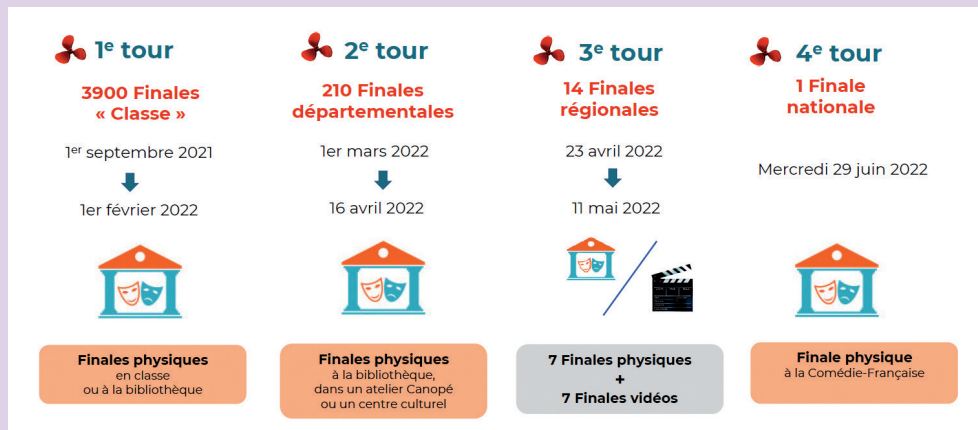 1er tour
3900 Finales
« Classe »
1er septembre 2021
1er février 2022
Finales physiques
en classe
ou à la bibliothèque
2e tour
210 Finales
départementales
1er mars 2022
16 avril 2022
Finales physiques
à la bibliothèque,
dans un atelier Canopé
ou un centre culturel
3e tour
14 Finales
régionales
23 avril 2022
11 mai 2022
7 Finales physiques
+
7 Finales vidéos
4e tour
1 Finale
nationale
Mercredi 29 juin 2022
Finale physique
à la Comédie-Française